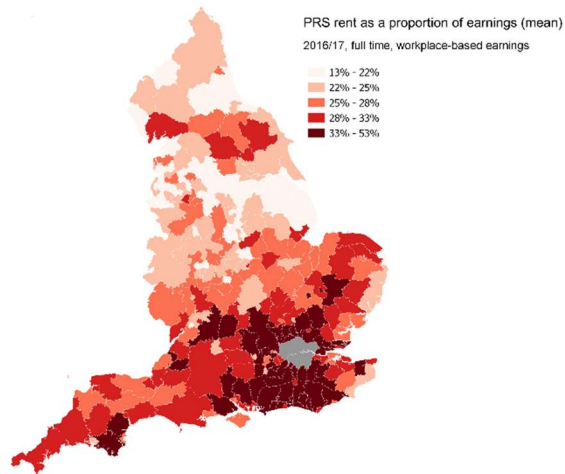 PRS rent as a proportion of earnings (mean)
2016/17, full time, workplace-based earnings
13% - 22%
22% - 25%
25% - 28%
28% - 33%
33% - 53%